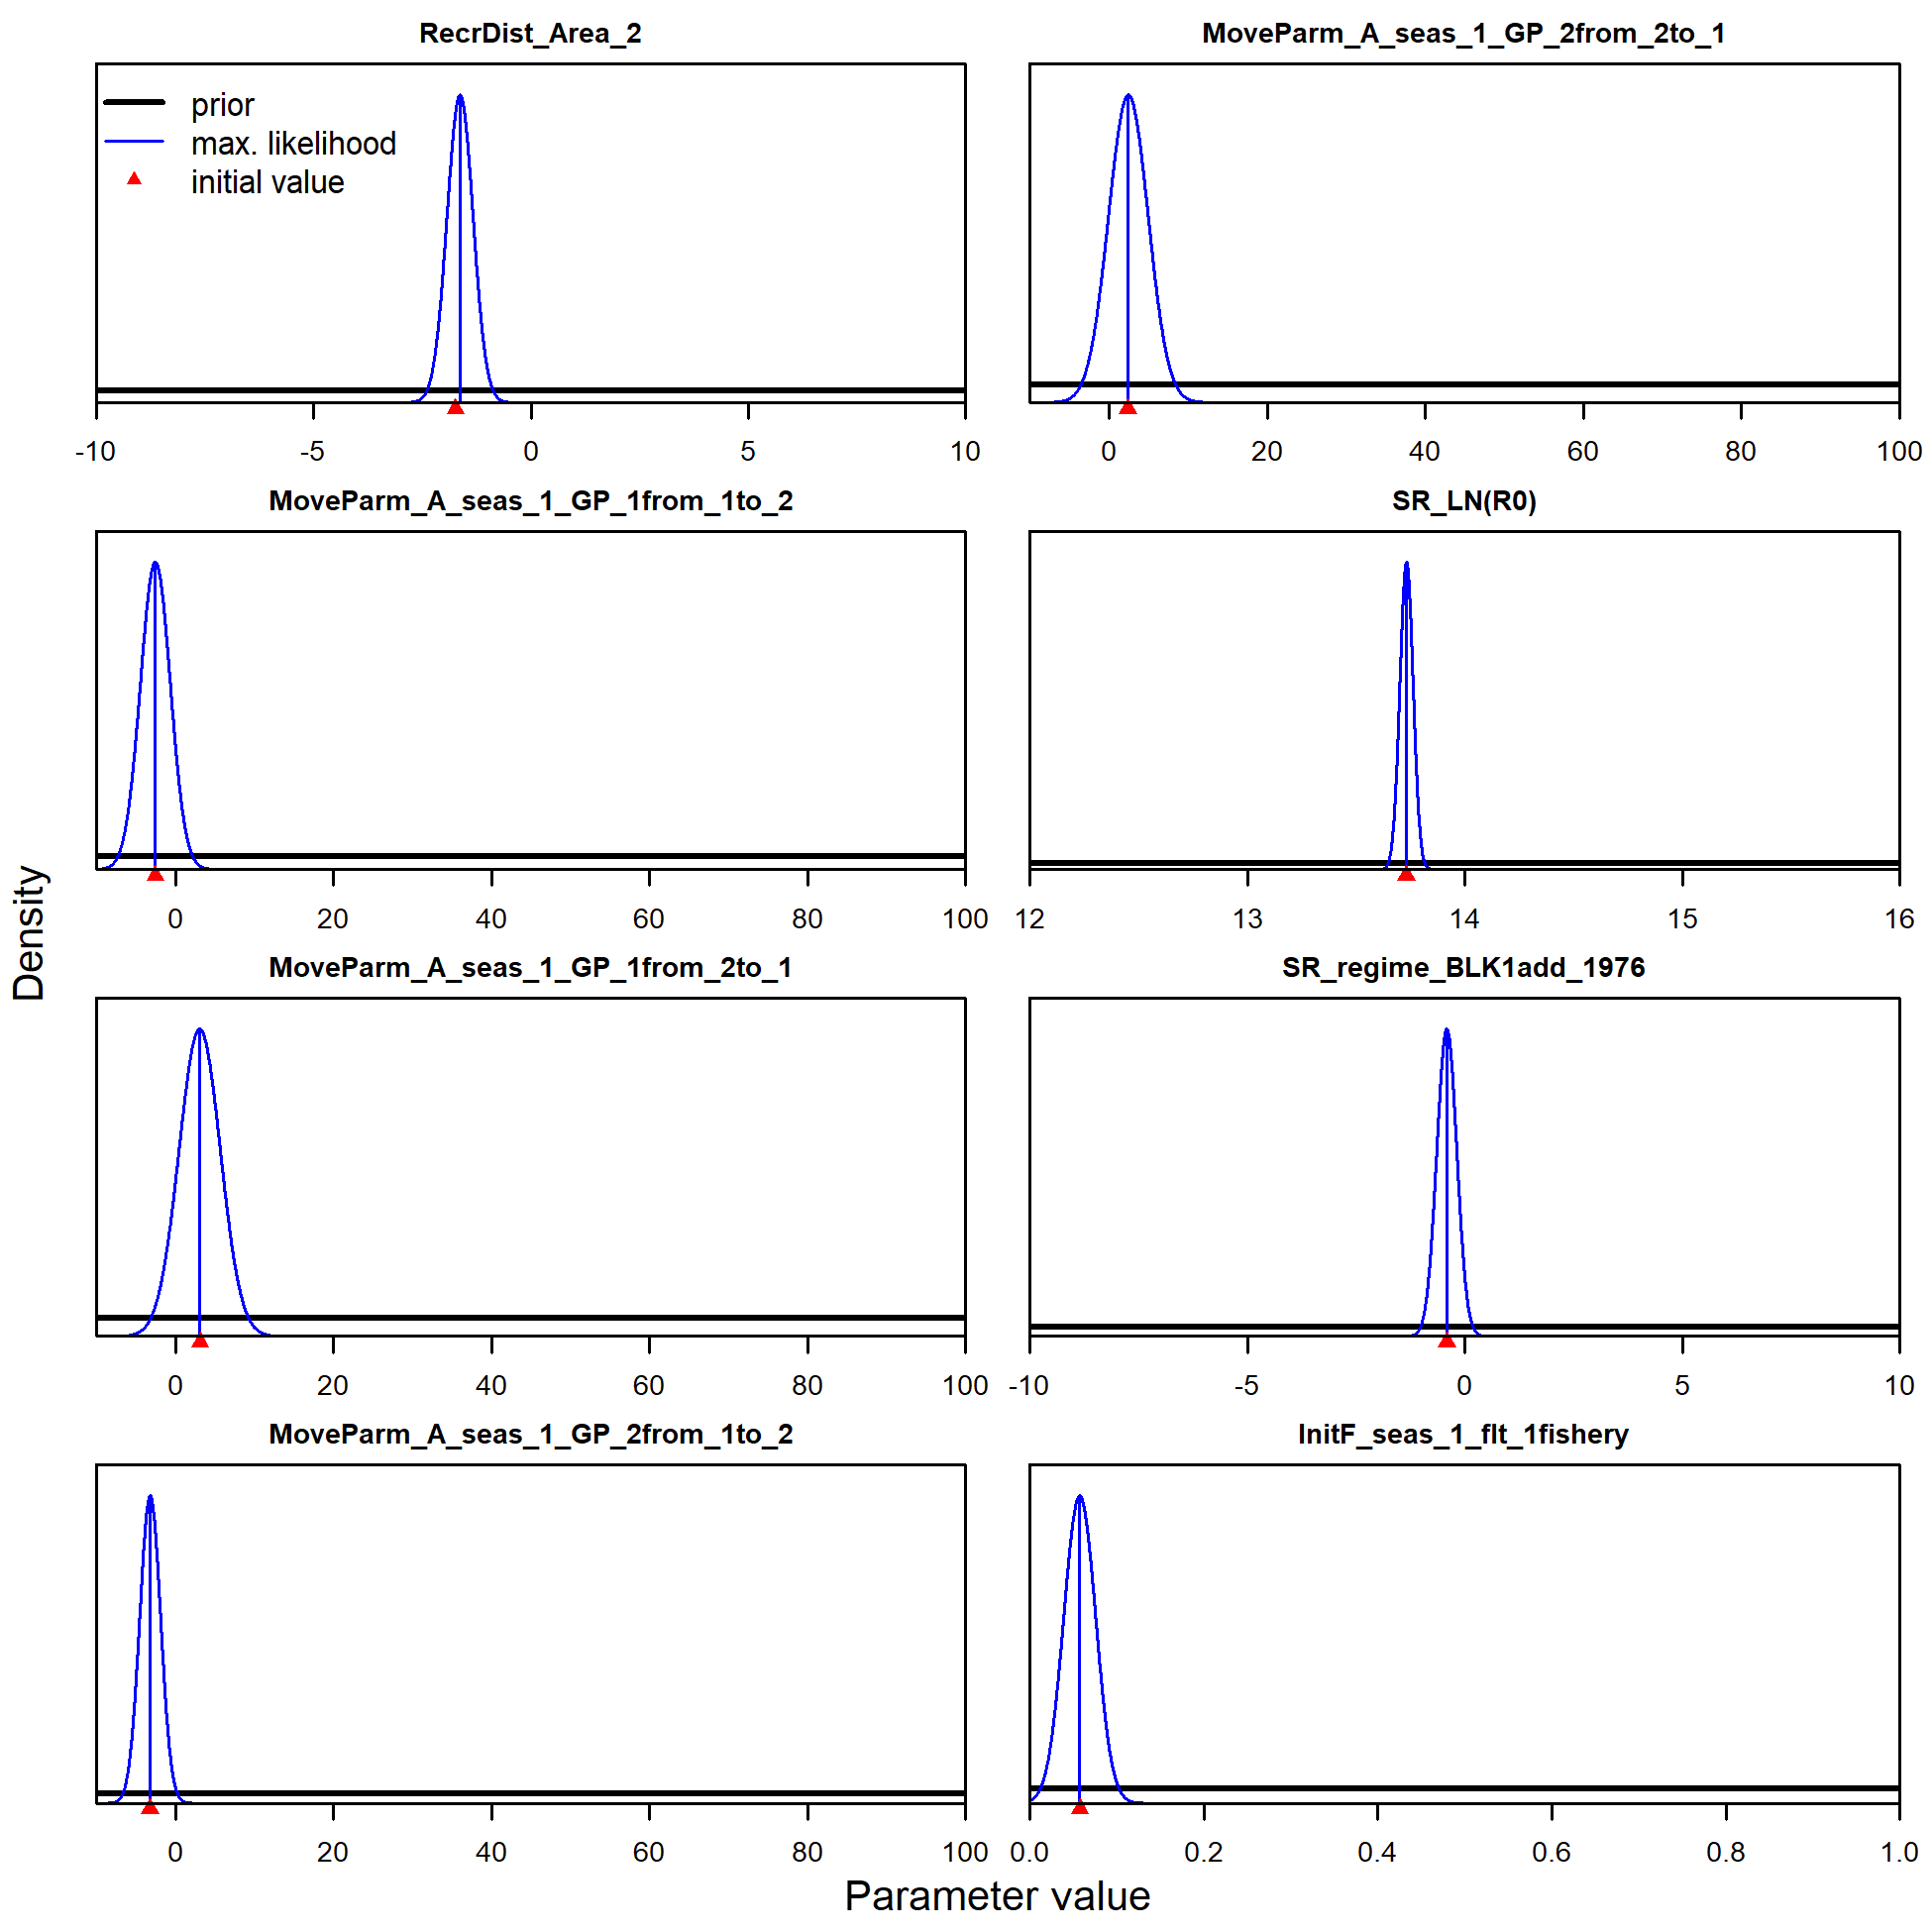 RecrDist_Area_2
prior
max. likelihood
initial value
-10 -5 0 5 10
MoveParm_A_seas_1_GP_2from_2to_1
0 20 40 60 80 100
MoveParm_A_seas_1_GP_1from_1to_2
0 20 40 60 80 100
SR_LN(R0)
12 13 14 15 16
MoveParm_A_seas_1_GP_1from_2to_1
0 20 40 60 80 100
SR_regime_BLK1add_1976
-10 -5 0 5 10
MoveParm_A_seas_1_GP_2from_1to_2
0 20 40 60 80 100
InitF_seas_1_flt_1fishery
0.0 0.2 0.4 0.6 0.8 1.0
Density
Parameter value